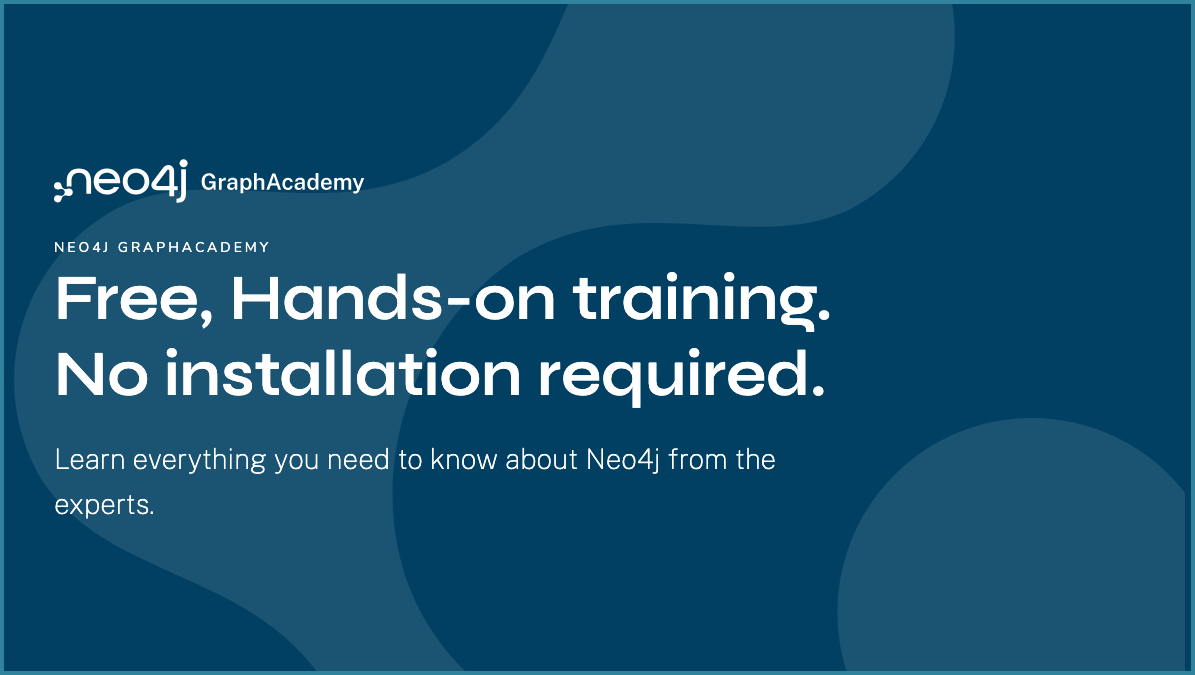 neo4j GraphAcademy
NEO4J GRAPHACADEMY
Free, Hands-on training.
No installation required.
Learn everything you need to know about Neo4j from the
experts.